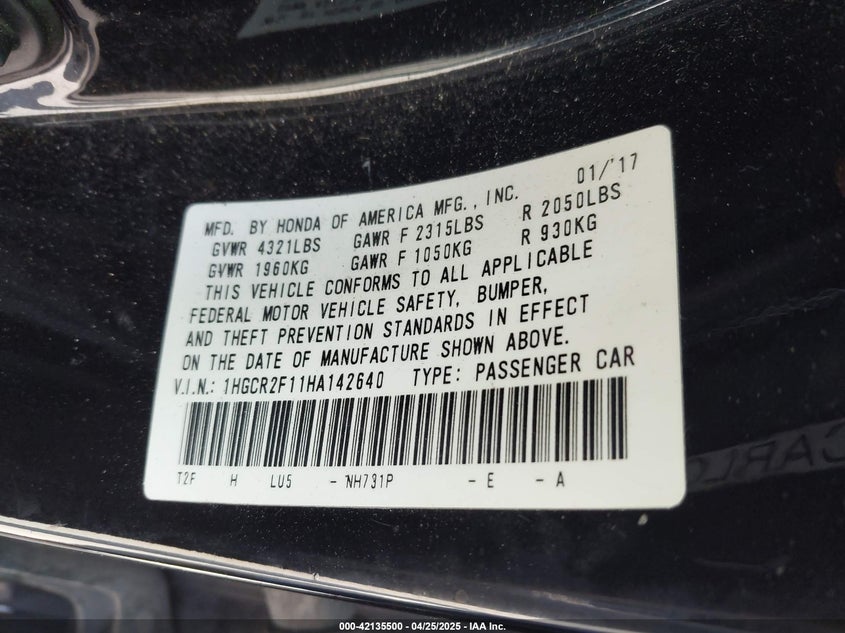 MFD. BY HONDA OF AMERICA MFG., INC. 01/'17
GVWR 4321LBS GAWR F 2315LBS R 2050LBS
GVWR 1960KG GAWR F 1050KG R 930KG
THIS VEHICLE CONFORMS TO ALL APPLICABLE
FEDERAL MOTOR VEHICLE SAFETY, BUMPER,
AND THEFT PREVENTION STANDARDS IN EFFECT
ON THE DATE OF MANUFACTURE SHOWN ABOVE.
V.I.N.: 1HGCR2F11HA142640 TYPE: PASSENGER CAR
T2F H LU5 - NH731P - E - A
000-42135500 - 04/25/2025 - IAA Inc.